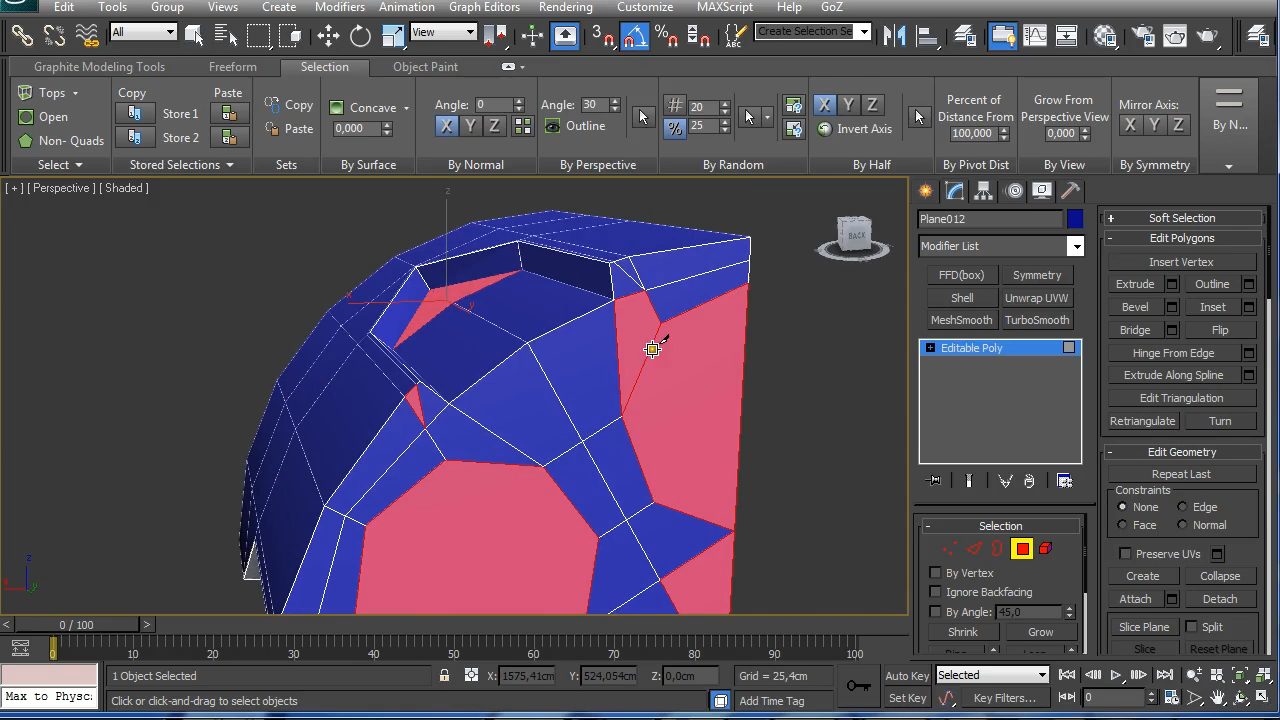 Edit Tools Group Views Create Modifiers Animation Graph Editors Rendering Customize MAXScript Help GoZ
All View 3 Create Selection Se
Graphite Modeling Tools Freeform Selection Object Paint
Tops Copy Paste Copy Concave Angle: 0 Angle: 30 20 X Y Z Percent of Grow From Mirror Axis:
Open Store 1 Paste 0,000 X Y Z Outline % 25 Invert Axis Distance From Perspective View X Y Z By N...
Non- Quads Store 2 100,000 0,000
Select Stored Selections Sets By Surface By Normal By Perspective By Random By Half By Pivot Dist By View By Symmetry
[ + ] [ Perspective ] [ Shaded ]
z
BACK
x
y
z
x
y
Plane012
Modifier List
FFD(box) Symmetry
Shell Unwrap UVW
MeshSmooth TurboSmooth
Editable Poly
Selection
By Vertex
Ignore Backfacing
By Angle: 45,0
Shrink Grow
Ring Loop
+ Soft Selection
- Edit Polygons
Insert Vertex
Extrude Outline
Bevel Inset
Bridge Flip
Hinge From Edge
Extrude Along Spline
Edit Triangulation
Retriangulate Turn
- Edit Geometry
Repeat Last
Constraints
None Edge
Face Normal
Preserve UVs
Create Collapse
Attach Detach
Slice Plane Split
Slice Reset Plane
< 0 / 100 >
0 10 20 30 40 50 60 70 80 90 100
1 Object Selected X: 1575,41cm Y: 524,054cm Z: 0,0cm Grid = 25,4cm Auto Key Selected
Max to Physc: Click or click-and-drag to select objects Add Time Tag Set Key Key Filters... 0